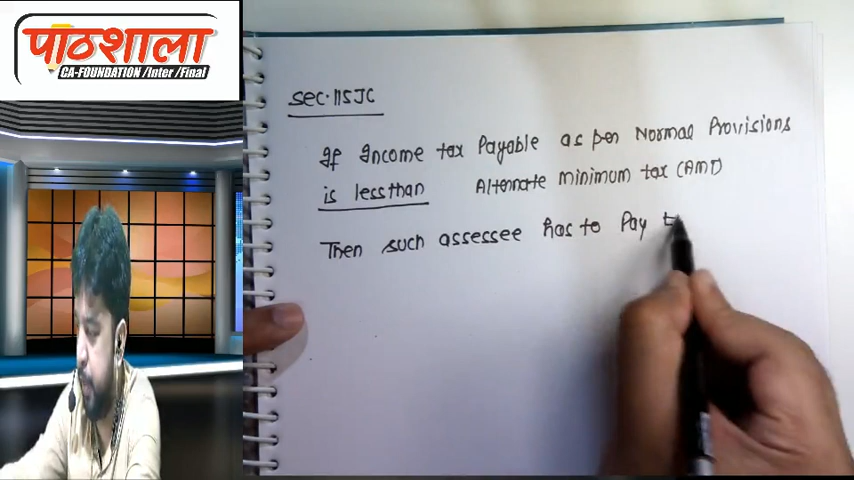 पाठशाला
CA-FOUNDATION /Inter /Final
Sec. 115JC
If Income tax Payable as per Normal Provisions
is less than Alternate minimum tax (AMT)
Then such assessee has to Pay t